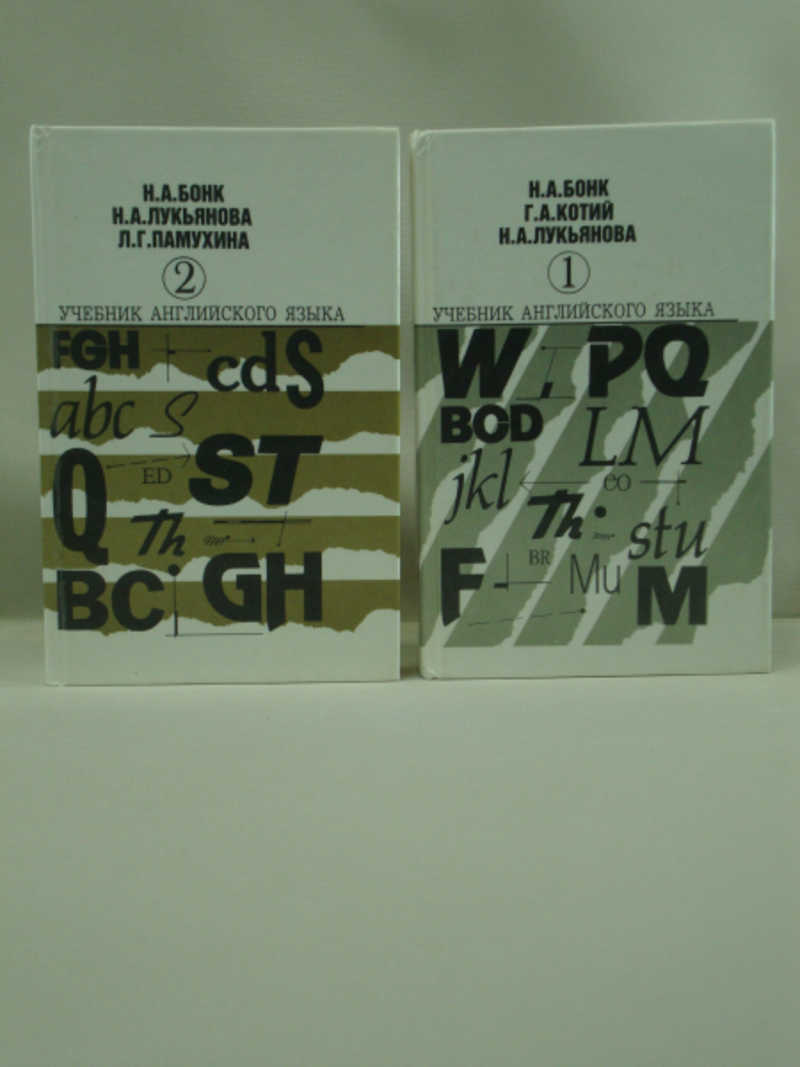 Н.А.БОНК
Н.А.ЛУКЬЯНОВА
Л.Г.ПАМУХИНА
2
УЧЕБНИК АНГЛИЙСКОГО ЯЗЫКА
FGH
cdS
abc
S
Q
ED
ST
Th
BC
GH
Н.А.БОНК
Г.А.КОТИЙ
Н.А.ЛУКЬЯНОВА
1
УЧЕБНИК АНГЛИЙСКОГО ЯЗЫКА
W
PQ
BCD
LM
jkl
CO
Th
stu
F
BR
Mu
M